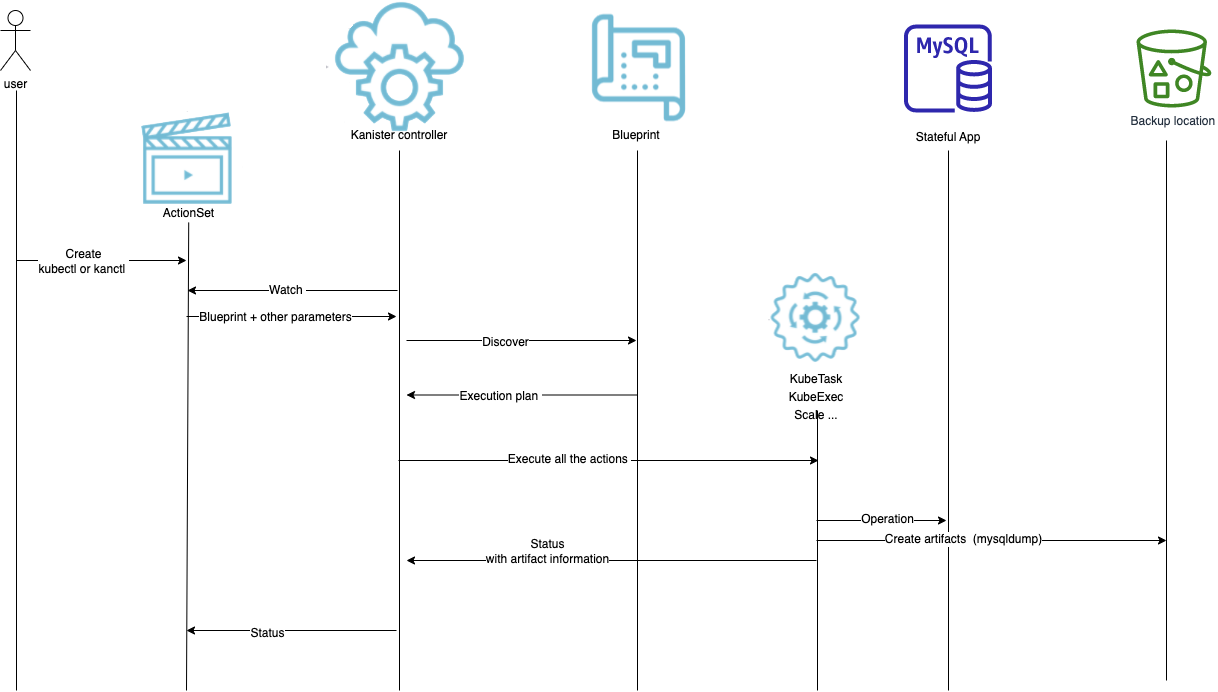 MySQL
user
Kanister controller
Blueprint
Stateful App
Backup location
ActionSet
Create
kubectl or kanctl
Watch
Blueprint + other parameters
Discover
KubeTask
KubeExec
Scale ...
Execution plan
Execute all the actions
Operation
Create artifacts (mysqldump)
Status
with artifact information
Status